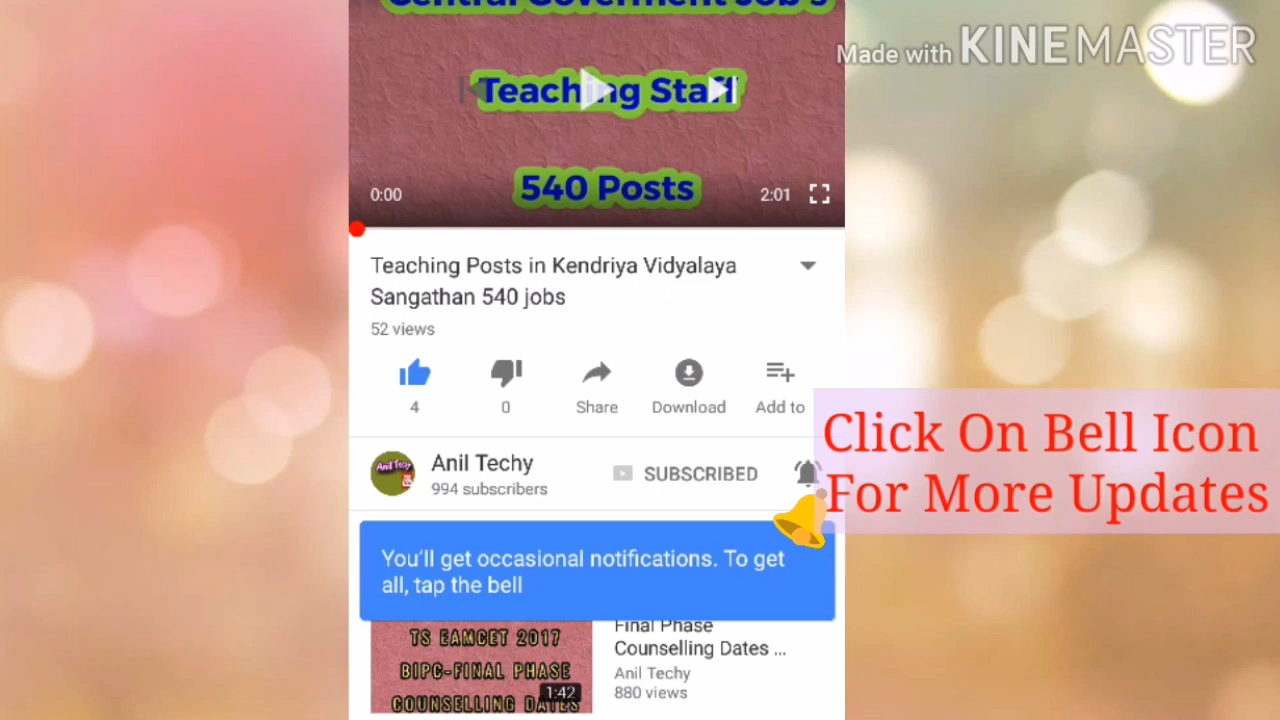 Central Goverment Job's
Made with KINEMASTER
Teaching Staff
540 Posts
0:00
2:01
Teaching Posts in Kendriya Vidyalaya
Sangathan 540 jobs
52 views
4
0
Share
Download
Add to
Click On Bell Icon
For More Updates
Anil Techy
994 subscribers
SUBSCRIBED
You'll get occasional notifications. To get
all, tap the bell
TS EAMCET 2017
BIPC-FINAL PHASE
COUNSELLING DATES
1:42
Final Phase
Counselling Dates ...
Anil Techy
880 views